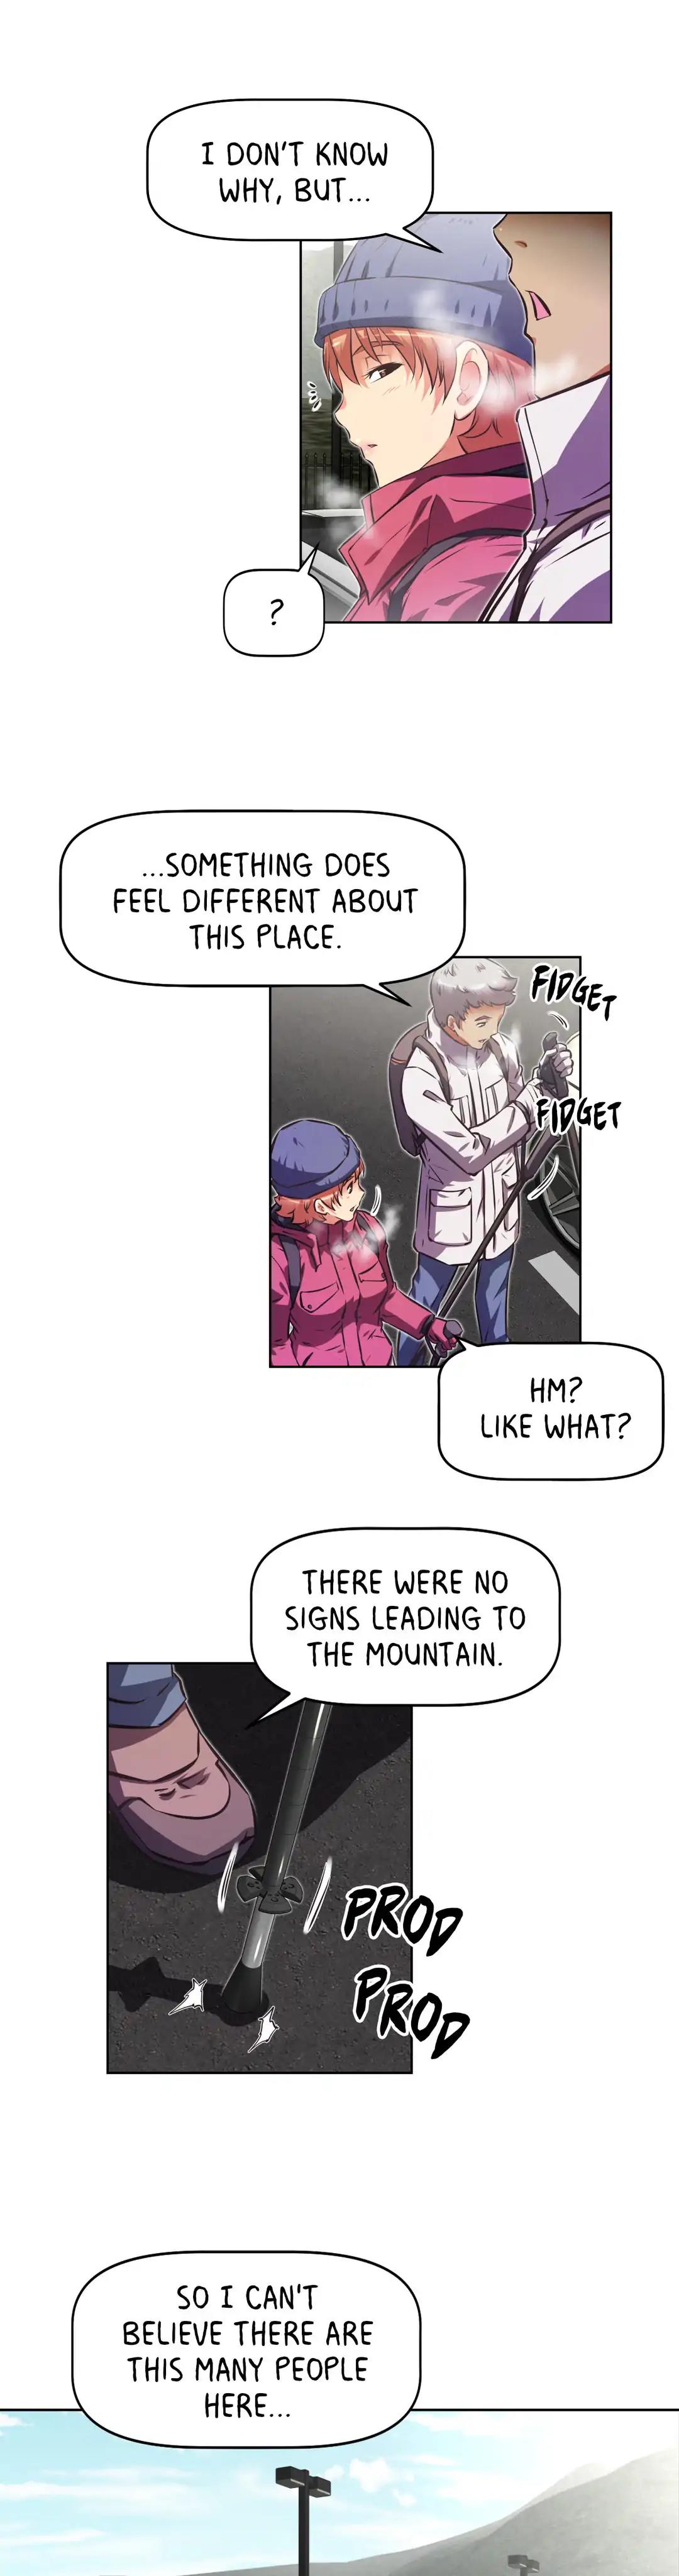 I DON'T KNOW
WHY, BUT...
?
...SOMETHING DOES
FEEL DIFFERENT ABOUT
THIS PLACE.
FIDGET
FIDGET
HM?
LIKE WHAT?
THERE WERE NO
SIGNS LEADING TO
THE MOUNTAIN.
PROD
PROD
SO I CAN'T
BELIEVE THERE ARE
THIS MANY PEOPLE
HERE...